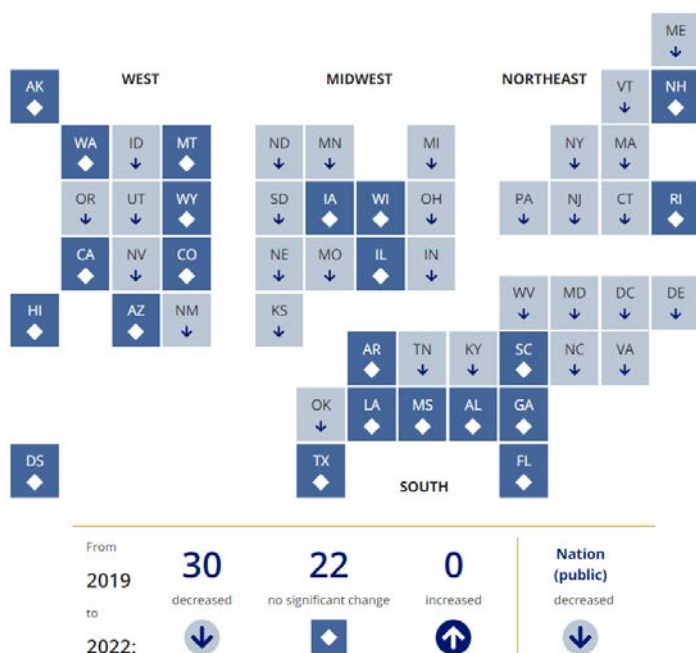 ME
AK WEST MIDWEST NORTHEAST VT NH
WA ID MT ND MN MI NY MA
OR UT WY SD IA WI OH PA NJ CT RI
CA NV CO NE MO IL IN
HI AZ NM KS WV MD DC DE
AR TN KY SC NC VA
OK LA MS AL GA
DS TX FL
SOUTH
From
2019
to
2022:
30
decreased
22
no significant change
0
increased
Nation
(public)
decreased